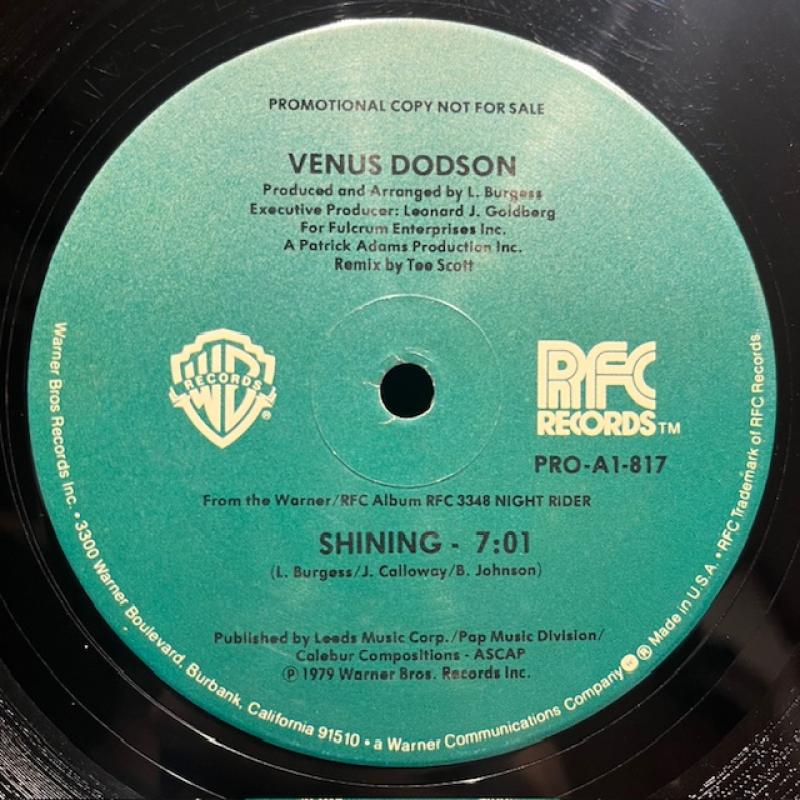 PROMOTIONAL COPY NOT FOR SALE
VENUS DODSON
Produced and Arranged by L. Burgess
Executive Producer: Leonard J. Goldberg
For Fulcrum Enterprises Inc.
A Patrick Adams Production Inc.
Remix by Tee Scott
W RECORDS ®
RFC
RECORDS TM
PRO-A1-817
From the Warner/RFC Album RFC 3348 NIGHT RIDER
SHINING - 7:01
(L. Burgess/J. Calloway/B. Johnson)
Published by Leeds Music Corp./Pap Music Division/
Calebur Compositions - ASCAP
℗ 1979 Warner Bros. Records Inc.
Warner Bros Records Inc. • 3300 Warner Boulevard, Burbank, California 91510 • a Warner Communications Company ® Made in U.S.A. • RFC Trademark of RFC Records